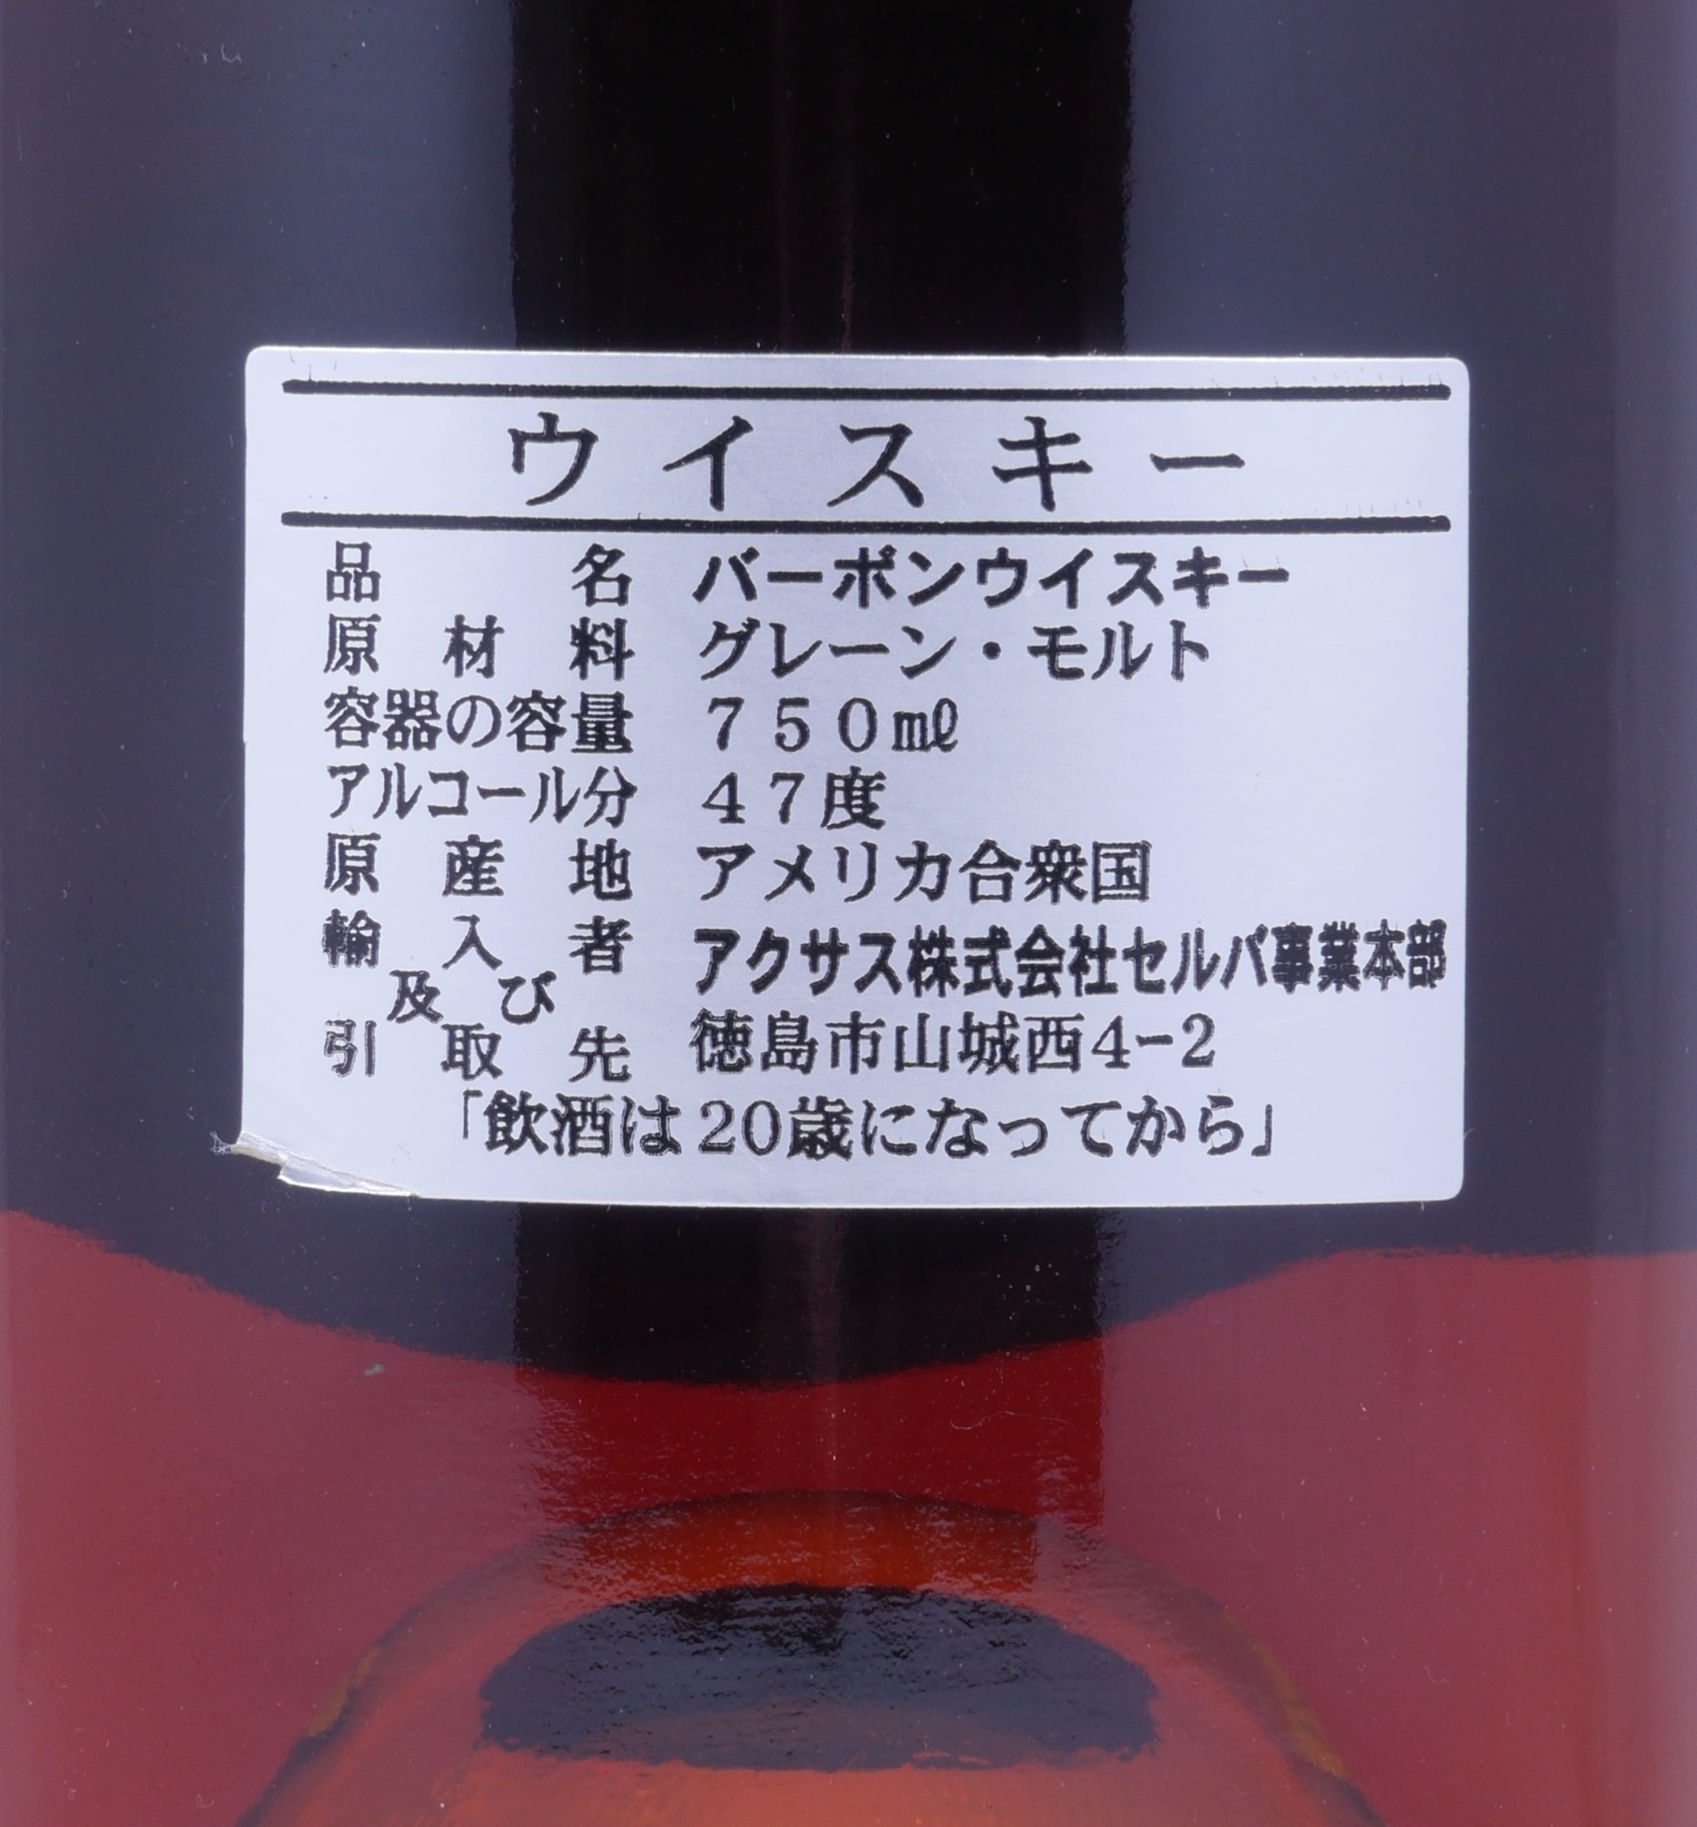 ウイスキー
品名 バーボンウイスキー
原材料 グレーン・モルト
容器の容量 750㎖
アルコール分 47度
原産地 アメリカ合衆国
輸入者 アクサス株式会社セルバ事業本部
及び
引取先 徳島市山城西4-2
「飲酒は20歳になってから」